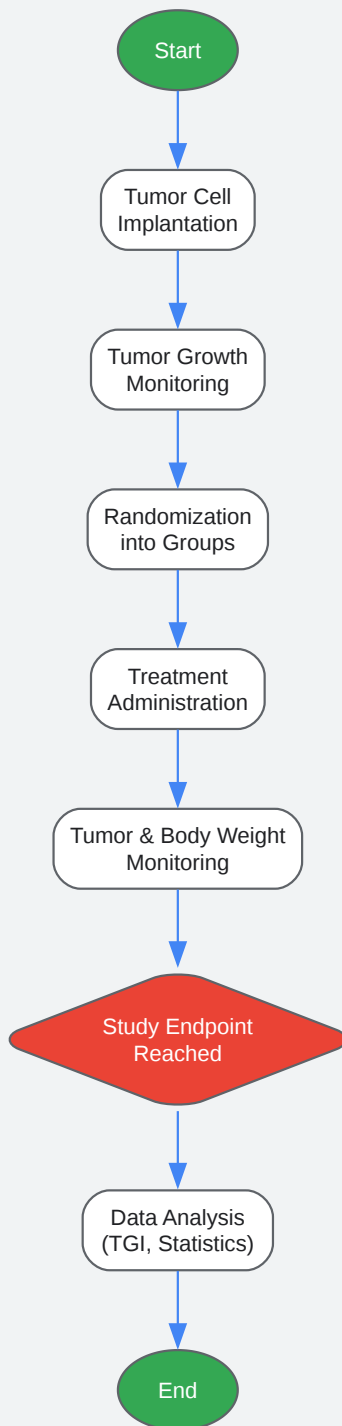 Start
Tumor Cell
Implantation
Tumor Growth
Monitoring
Randomization
into Groups
Treatment
Administration
Tumor & Body Weight
Monitoring
Study Endpoint
Reached
Data Analysis
(TGI, Statistics)
End